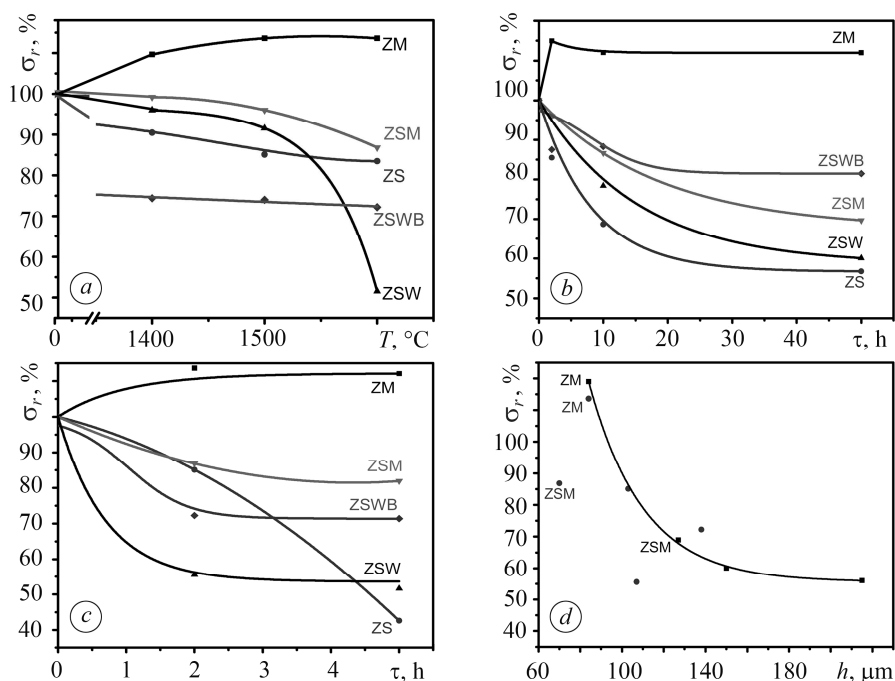 σr, %
ZM
100
90
ZSM
80
ZS
70
ZSWB
60
50
a
ZSW
0 1400 1500 T, °C
σr, %
ZM
100
90
80
ZSWB
70
ZSM
60
ZSW
50
b
ZS
0 10 20 30 40 τ, h
σr, %
ZM
100
90
ZSM
80
ZSWB
70
60
ZSW
50
40
c
ZS
0 1 2 3 4 τ, h
σr, %
ZM
ZM
100
90
ZSM
80
70
ZSM
60
50
40
d
60 100 140 180 h, μm